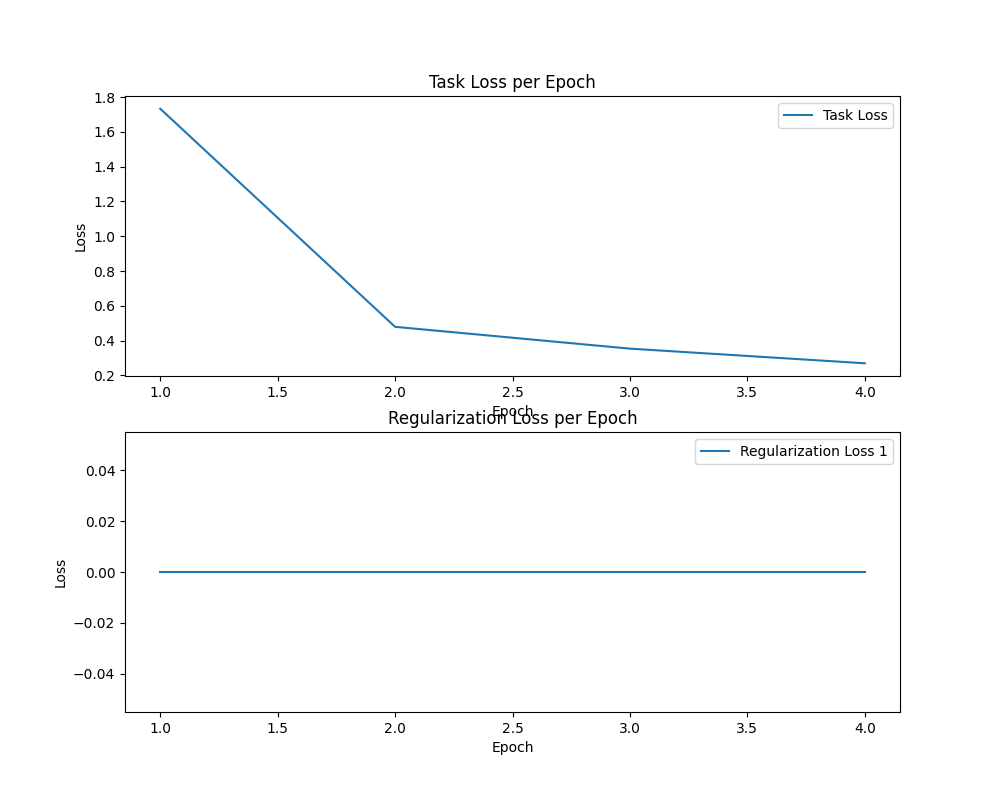 Task Loss per Epoch
Task Loss
Loss
1.8
1.6
1.4
1.2
1.0
0.8
0.6
0.4
0.2
1.0 1.5 2.0 2.5 3.0 3.5 4.0
Epoch
Regularization Loss per Epoch
Regularization Loss 1
Loss
0.04
0.02
0.00
−0.02
−0.04
1.0 1.5 2.0 2.5 3.0 3.5 4.0
Epoch